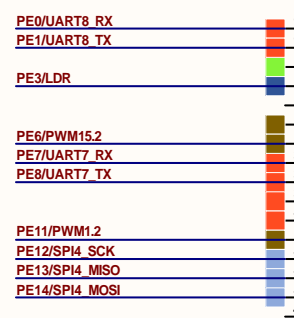 PE0/UART8_RX
PE1/UART8_TX
PE3/LDR
PE6/PWM15.2
PE7/UART7_RX
PE8/UART7_TX
PE11/PWM1.2
PE12/SPI4_SCK
PE13/SPI4_MISO
PE14/SPI4_MOSI